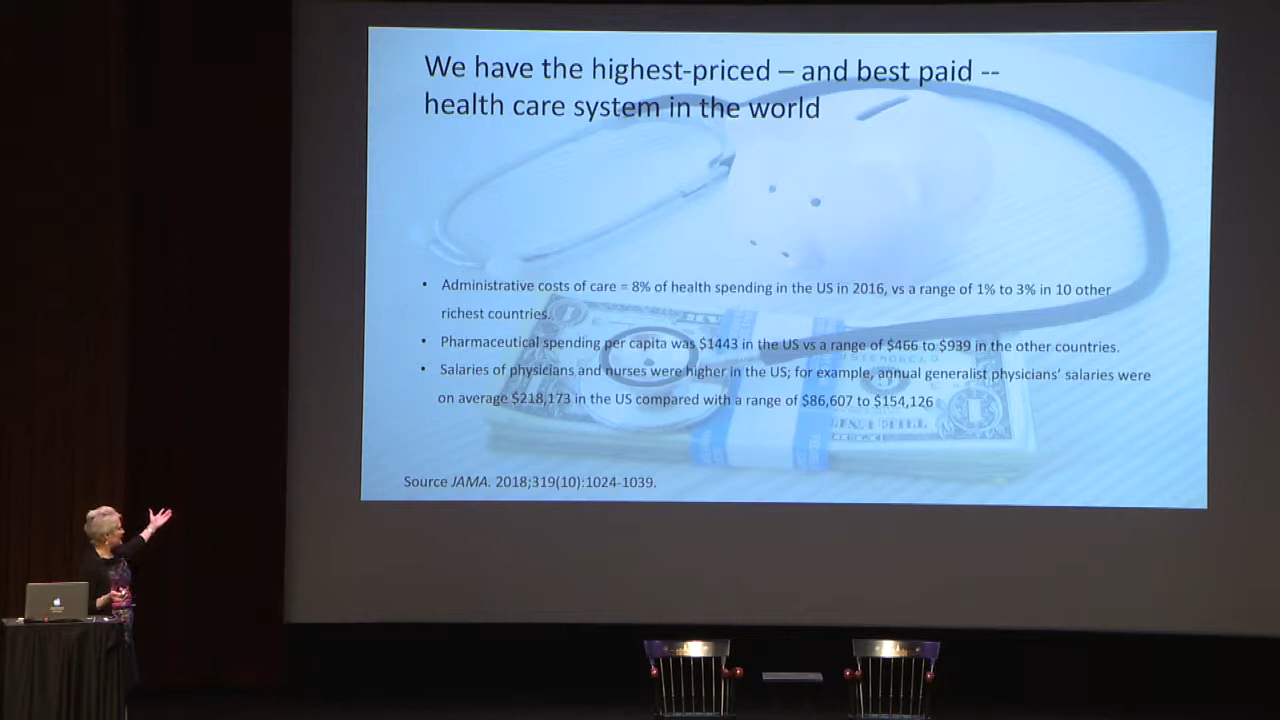 We have the highest-priced – and best paid --
health care system in the world
• Administrative costs of care = 8% of health spending in the US in 2016, vs a range of 1% to 3% in 10 other
richest countries.
• Pharmaceutical spending per capita was $1443 in the US vs a range of $466 to $939 in the other countries.
• Salaries of physicians and nurses were higher in the US; for example, annual generalist physicians’ salaries were
on average $218,173 in the US compared with a range of $86,607 to $154,126
Source JAMA. 2018;319(10):1024-1039.